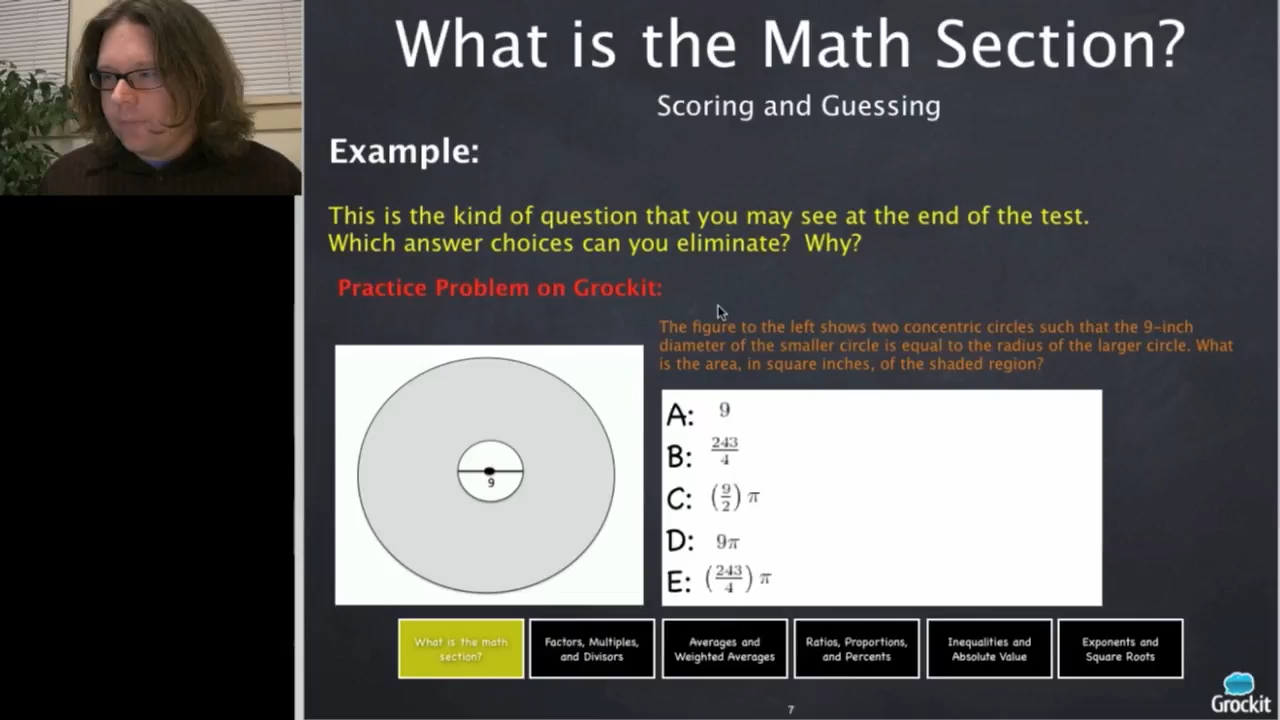 What is the Math Section?
Scoring and Guessing
Example:
This is the kind of question that you may see at the end of the test.
Which answer choices can you eliminate? Why?
Practice Problem on Grockit:
The figure to the left shows two concentric circles such that the 9-inch
diameter of the smaller circle is equal to the radius of the larger circle. What
is the area, in square inches, of the shaded region?
9
A: 9
B: 243/4
C: (9/2) π
D: 9π
E: (243/4) π
What is the math
section?
Factors, Multiples,
and Divisors
Averages and
Weighted Averages
Ratios, Proportions,
and Percents
Inequalities and
Absolute Value
Exponents and
Square Roots
7
Grockit